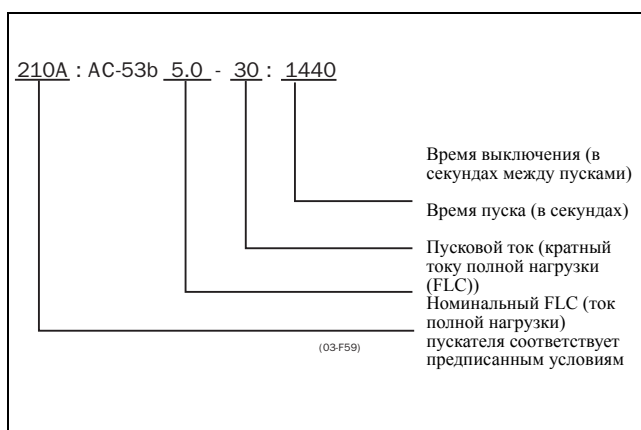 210A : AC-53b 5.0 - 30 : 1440
Время выключения (в
секундах между пусками)
Время пуска (в секундах)
Пусковой ток (кратный
току полной нагрузки
(FLC))
Номинальный FLC (ток
полной нагрузки)
пускателя соответствует
предписанным условиям
(03-F59)